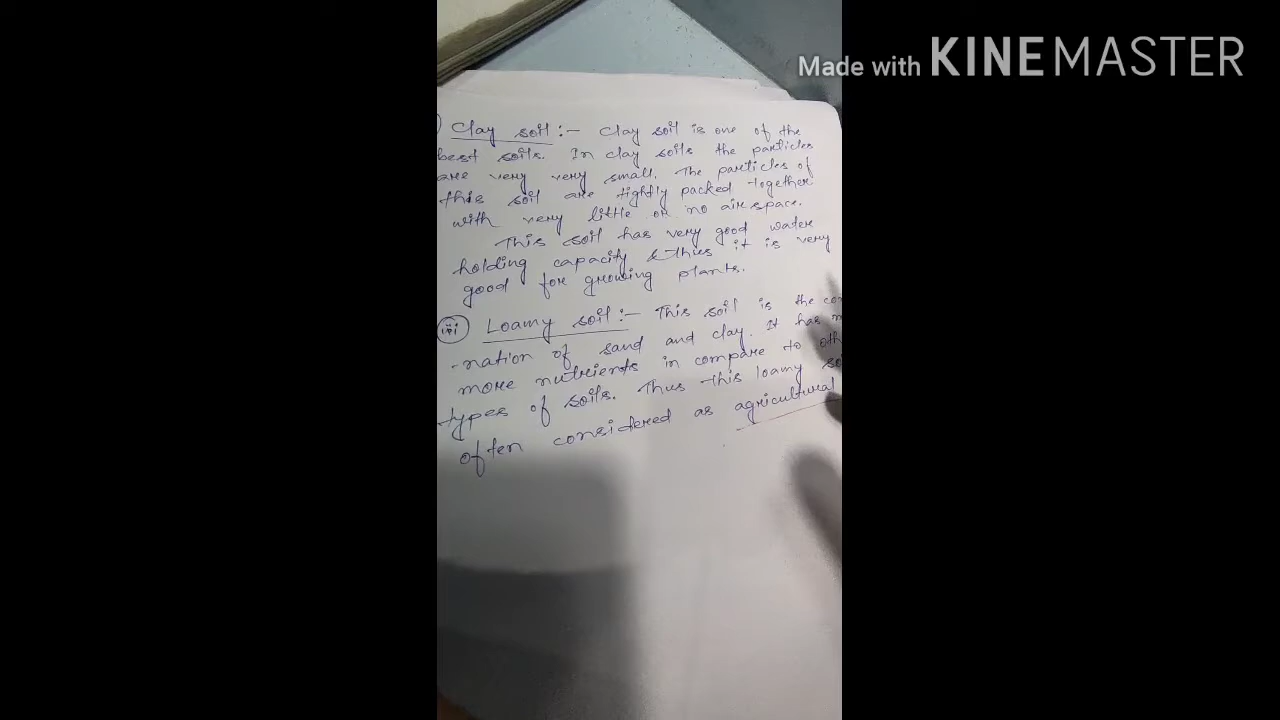 Made with KINEMASTER
) Clay soil :- Clay soil is one of the
best soils. In clay soils the particles
are very very small. The particles of
this soil are tightly packed together
with very little or no air space.
This soil has very good water
holding capacity & thus it is very
good for growing plants.
(iii) Loamy soil :- This soil is the com
-nation of sand and clay. It has m
more nutrients in compare to oth
types of soils. Thus this loamy so
often considered as agricultural